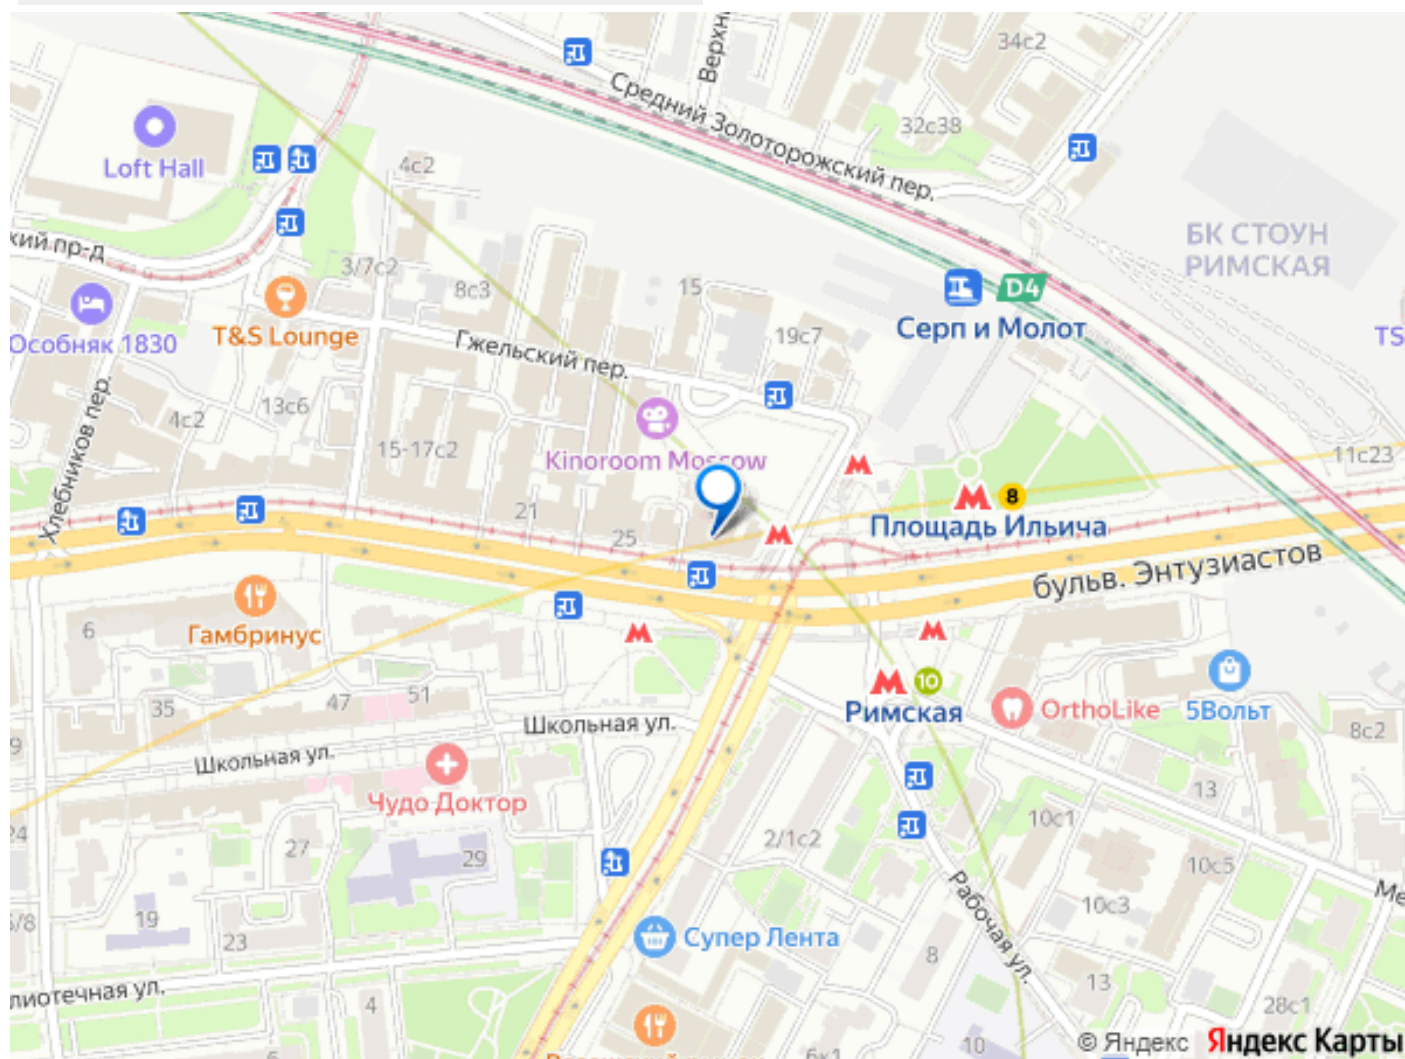 34с2
Верхн
Средний Золоторожский пер.
32с38
Loft Hall
4с2
кий пр-д
БК СТОУН
РИМСКАЯ
3/7с2
8с3
15
D4
T&S Lounge
Серп и Молот
19с7
TS
Особняк 1830
Гжельский пер.
Хлебников пер.
4с2
13с6
15-17с2
Kinoroom Moscow
11с23
8
Площадь Ильича
21
25
бульв. Энтузиастов
Гамбринус
6
10
Римская
OrthoLike
5Вольт
35
47
51
Школьная ул.
8с2
9
Школьная ул.
Чудо Доктор
13
24
27
29
2/1с2
10с1
10с5
Рабочая ул.
Ме
5/8
19
23
10с3
Супер Лента
8
лиотечная ул.
4
13
28с1
10
6к1
© Яндекс Яндекс Карты